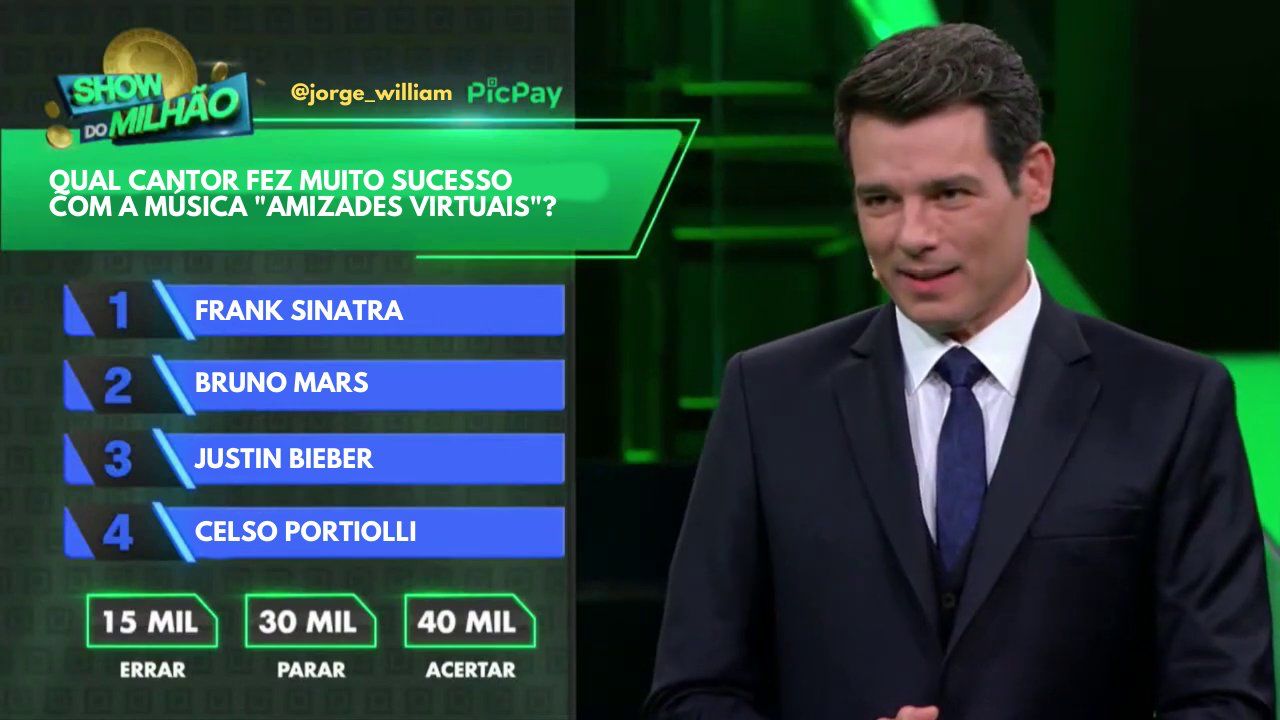 SHOW
DO MILHÃO
@jorge_william PicPay
QUAL CANTOR FEZ MUITO SUCESSO
COM A MÚSICA "AMIZADES VIRTUAIS"?
1 FRANK SINATRA
2 BRUNO MARS
3 JUSTIN BIEBER
4 CELSO PORTIOLLI
15 MIL 30 MIL 40 MIL
ERRAR PARAR ACERTAR